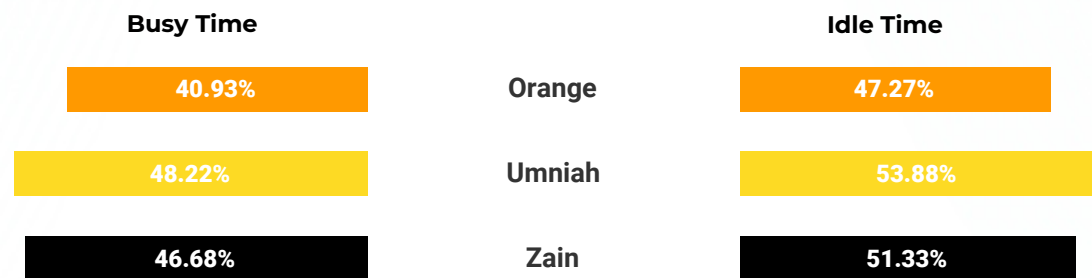 Busy Time
Idle Time
40.93%
Orange
47.27%
48.22%
Umniah
53.88%
46.68%
Zain
51.33%